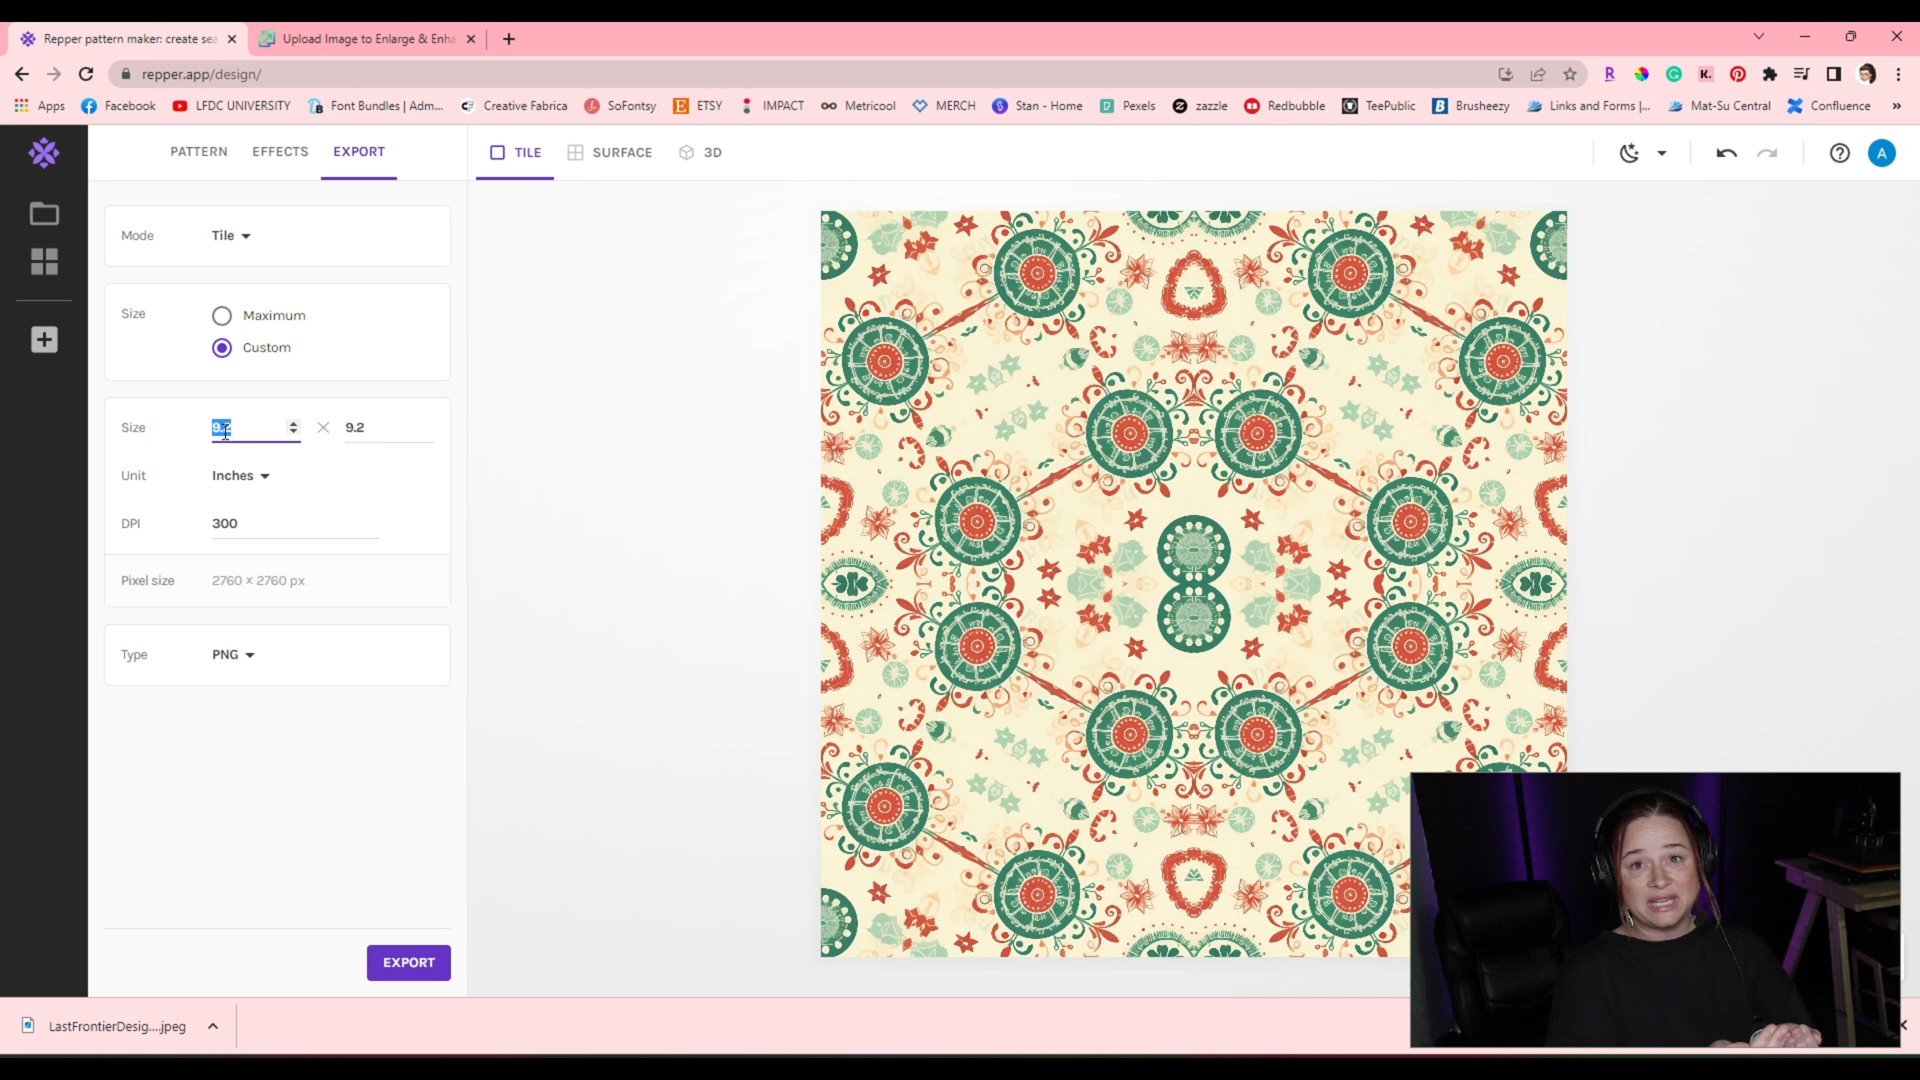 Repper pattern maker: create sea
Upload Image to Enlarge & Enha
repper.app/design/
Apps Facebook LFDC UNIVERSITY Font Bundles | Adm... Creative Fabrica SoFontsy ETSY IMPACT Metricool MERCH Stan - Home Pexels zazzle Redbubble TeePublic Brusheezy Links and Forms |... Mat-Su Central Confluence »
PATTERN EFFECTS EXPORT
TILE SURFACE 3D
A
Mode Tile
Size Maximum
Custom
Size 9.2 9.2
Unit Inches
DPI 300
Pixel size 2760 × 2760 px
Type PNG
EXPORT
LastFrontierDesig....jpeg